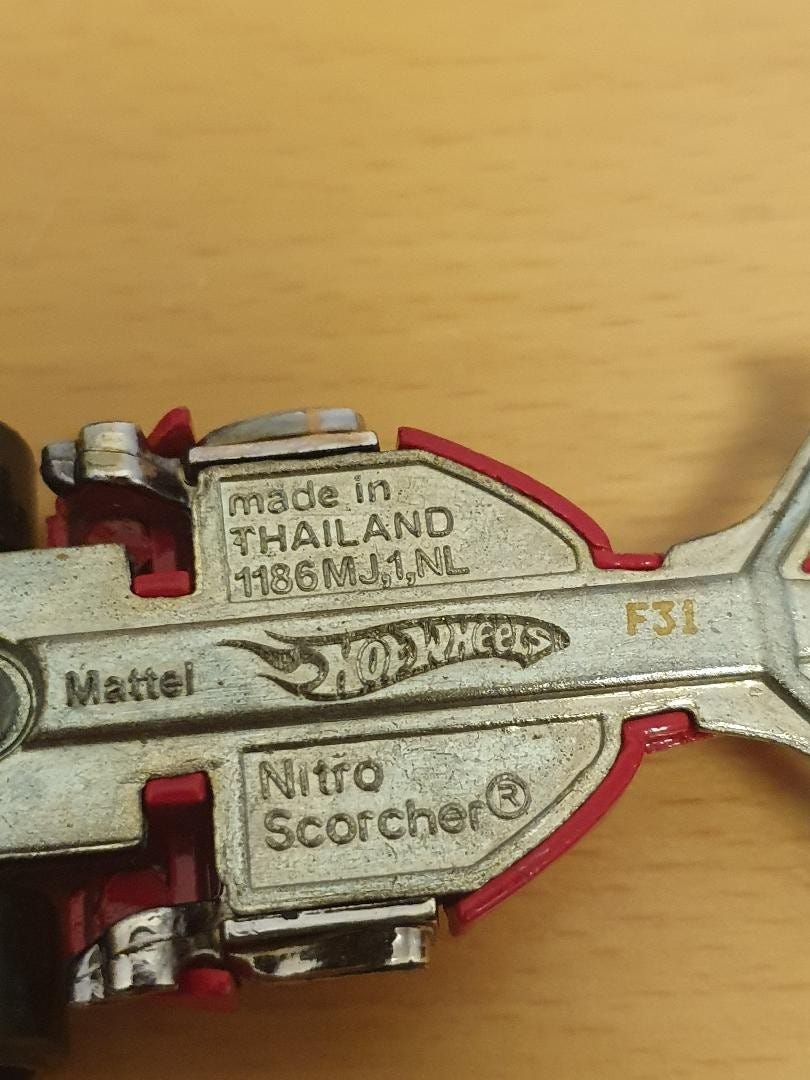 made in
THAILAND
1186MJ,1,NL
F31
Mattel HOT WHEELS
Nitro
Scorcher®